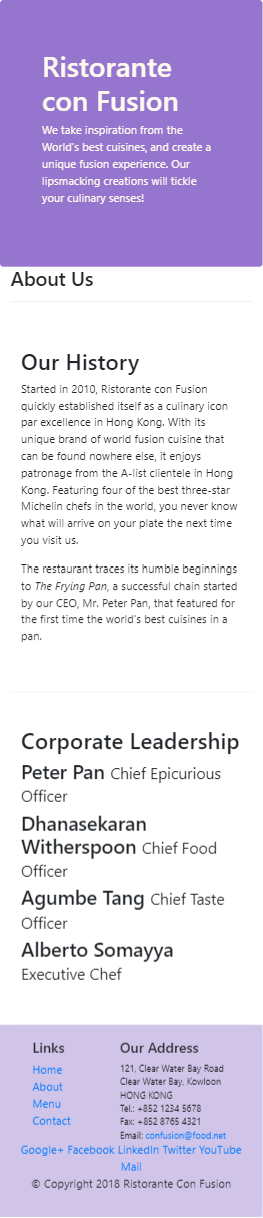 Ristorante
con Fusion
We take inspiration from the
World's best cuisines, and create a
unique fusion experience. Our
lipsmacking creations will tickle
your culinary senses!
About Us
Our History
Started in 2010, Ristorante con Fusion
quickly established itself as a culinary icon
par excellence in Hong Kong. With its
unique brand of world fusion cuisine that
can be found nowhere else, it enjoys
patronage from the A-list clientele in Hong
Kong. Featuring four of the best three-star
Michelin chefs in the world, you never know
what will arrive on your plate the next time
you visit us.
The restaurant traces its humble beginnings
to The Frying Pan, a successful chain started
by our CEO, Mr. Peter Pan, that featured for
the first time the world's best cuisines in a
pan.
Corporate Leadership
Peter Pan Chief Epicurious
Officer
Dhanasekaran
Witherspoon Chief Food
Officer
Agumbe Tang Chief Taste
Officer
Alberto Somayya
Executive Chef
Links
Home
About
Menu
Contact
Our Address
121, Clear Water Bay Road
Clear Water Bay, Kowloon
HONG KONG
Tel.: +852 1234 5678
Fax: +852 8765 4321
Email: confusion@food.net
Google+ Facebook LinkedIn Twitter YouTube
Mail
© Copyright 2018 Ristorante Con Fusion